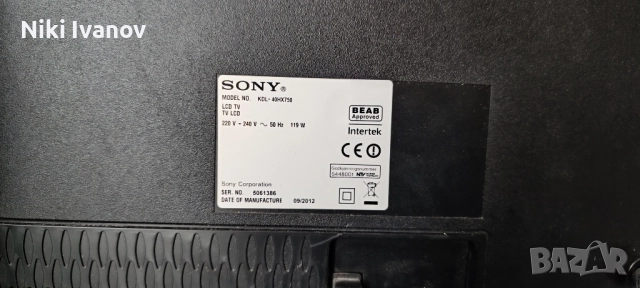 Niki Ivanov
SONY®
MODEL NO. KDL-40HX750
LCD TV
TV LCD
220 V - 240 V ~ 50 Hz 119 W
BEAB
Approved
Intertek
CE
S446001
Sony Corporation
SER. NO. 5061386
DATE OF MANUFACTURE 09/2012
BAZAR